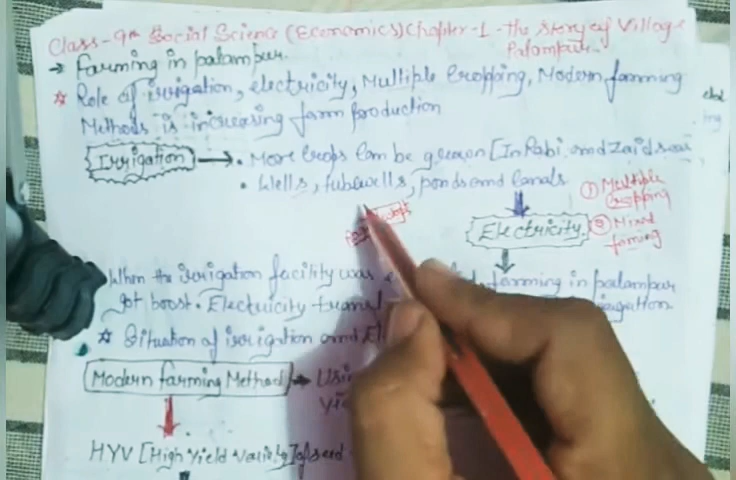 Class-9th Social Science (Economics) Chapter-1-the story of Village
Palampur.
→ Farming in palampur.
☆ Role of irrigation, electricity, Multiple Cropping, Modern farming
Methods is increasing farm production
Irrigation → • More crops can be grown [In Rabi and Zaid
• Wells, tubewells, ponds and Canals
① Multiple
Cropping
② Mixed
farming
Electricity
When the irrigation facility was farming in palampur
got boost. Electricity
☆ Situation of irrigation and
Modern farming Method →
HYV [High Yield Variety] of seed